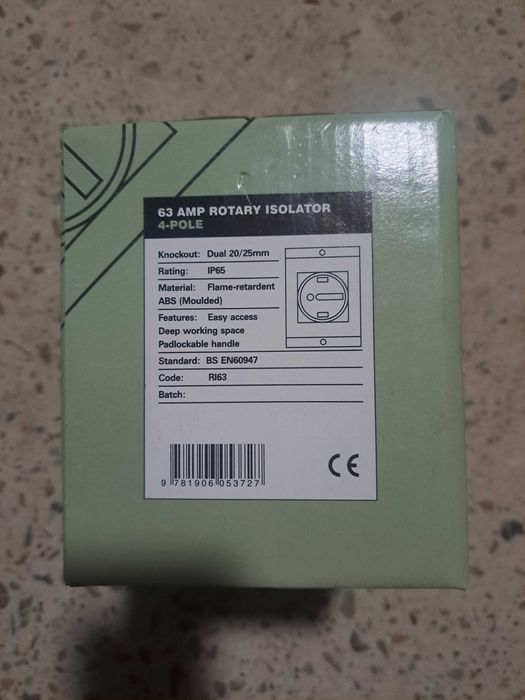 63 AMP ROTARY ISOLATOR
4-POLE
Knockout: Dual 20/25mm
Rating: IP65
Material: Flame-retardent
ABS (Moulded)
Features: Easy access
Deep working space
Padlockable handle
Standard: BS EN60947
Code: RI63
Batch:
9 781906 053727
CE